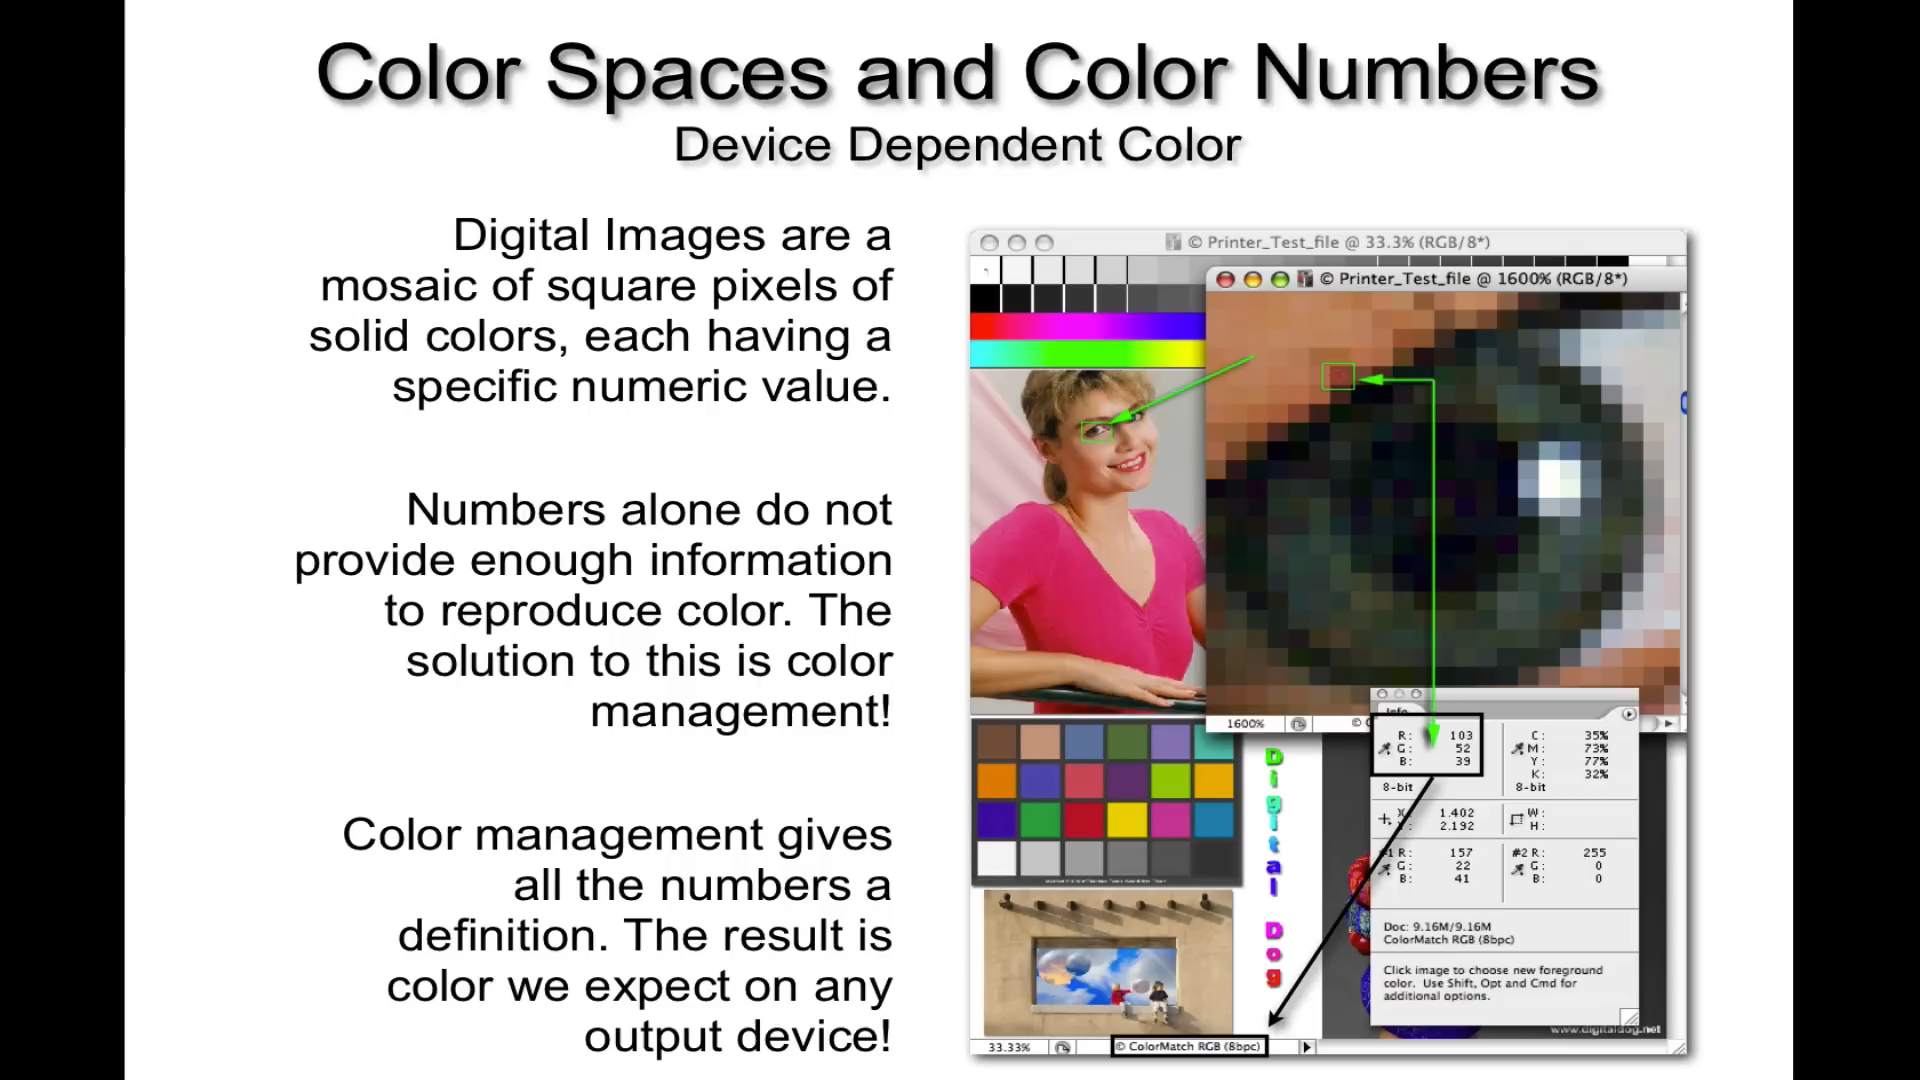 Color Spaces and Color Numbers
Device Dependent Color
Digital Images are a
mosaic of square pixels of
solid colors, each having a
specific numeric value.
Numbers alone do not
provide enough information
to reproduce color. The
solution to this is color
management!
Color management gives
all the numbers a
definition. The result is
color we expect on any
output device!
© Printer_Test_file @ 33.3% (RGB/8*)
© Printer_Test_file @ 1600% (RGB/8*)
1600%
Info
R: 103
G: 52
B: 39
8-bit
C: 35%
M: 73%
Y: 77%
K: 32%
8-bit
X: 1.402
Y: 2.192
W:
H:
#1 R: 157
G: 22
B: 41
#2 R: 255
G: 0
B: 0
Doc: 9.16M/9.16M
ColorMatch RGB (8bpc)
Click image to choose new foreground
color. Use Shift, Opt and Cmd for
additional options.
Digital Dog
www.digitaldog.net
33.33%
© ColorMatch RGB (8bpc)